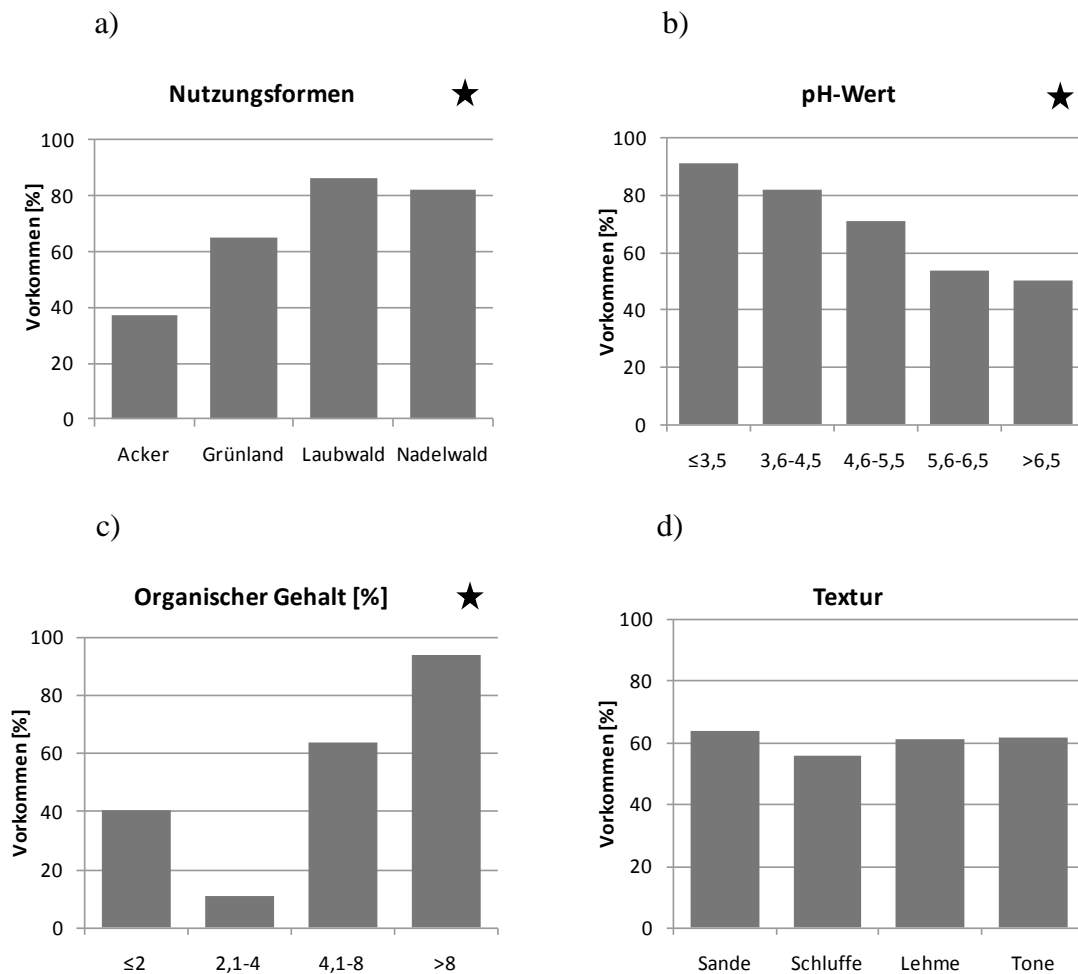 a)
Nutzungsformen ★
Vorkommen [%]
100
80
60
40
20
0
Acker Grünland Laubwald Nadelwald
b)
pH-Wert ★
Vorkommen [%]
100
80
60
40
20
0
≤3,5 3,6-4,5 4,6-5,5 5,6-6,5 >6,5
c)
Organischer Gehalt [%] ★
Vorkommen [%]
100
80
60
40
20
0
≤2 2,1-4 4,1-8 >8
d)
Textur
Vorkommen [%]
100
80
60
40
20
0
Sande Schluffe Lehme Tone